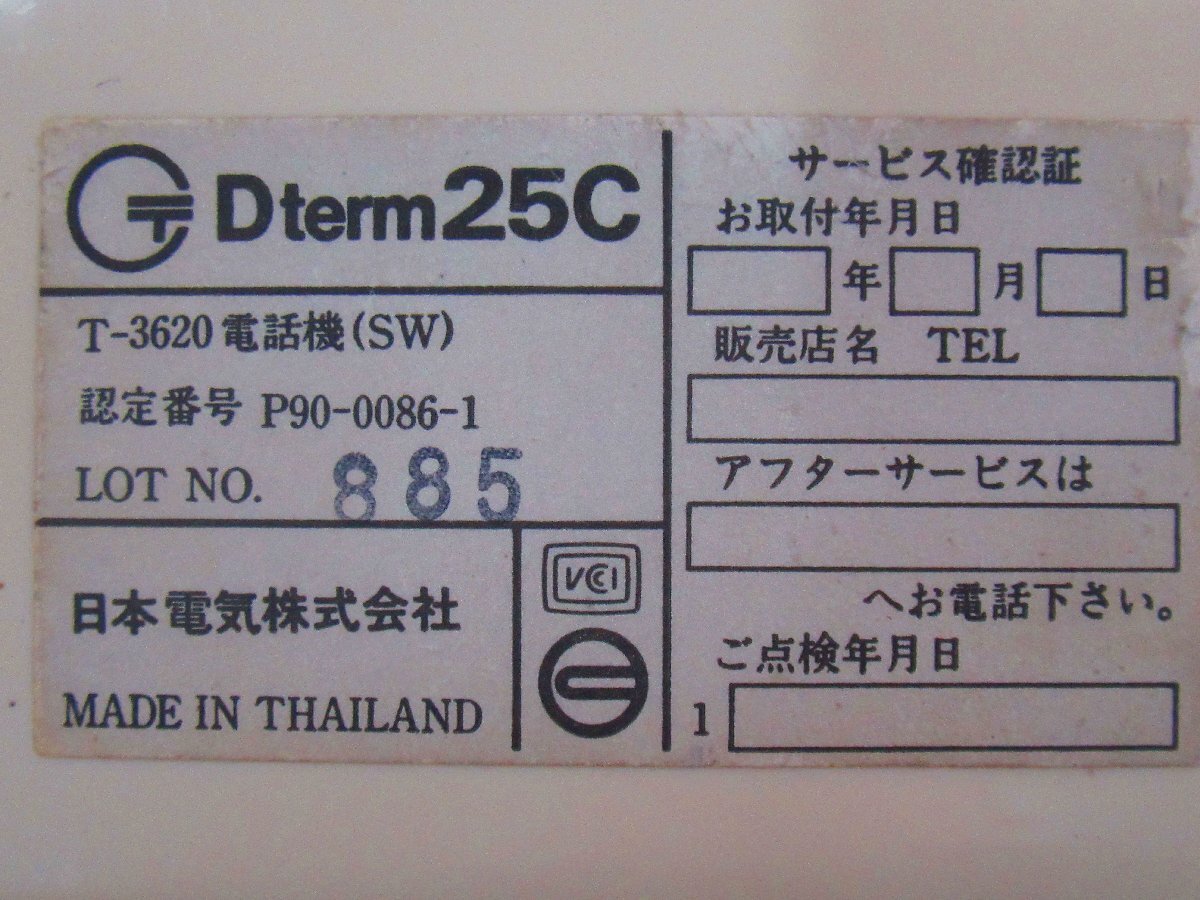 Dterm25C
T-3620 電話機(SW)
認定番号 P90-0086-1
LOT NO. 885
日本電気株式会社
MADE IN THAILAND
VCCI
サービス確認証
お取付年月日
年 月 日
販売店名 TEL
アフターサービスは
へお電話下さい。
ご点検年月日
1